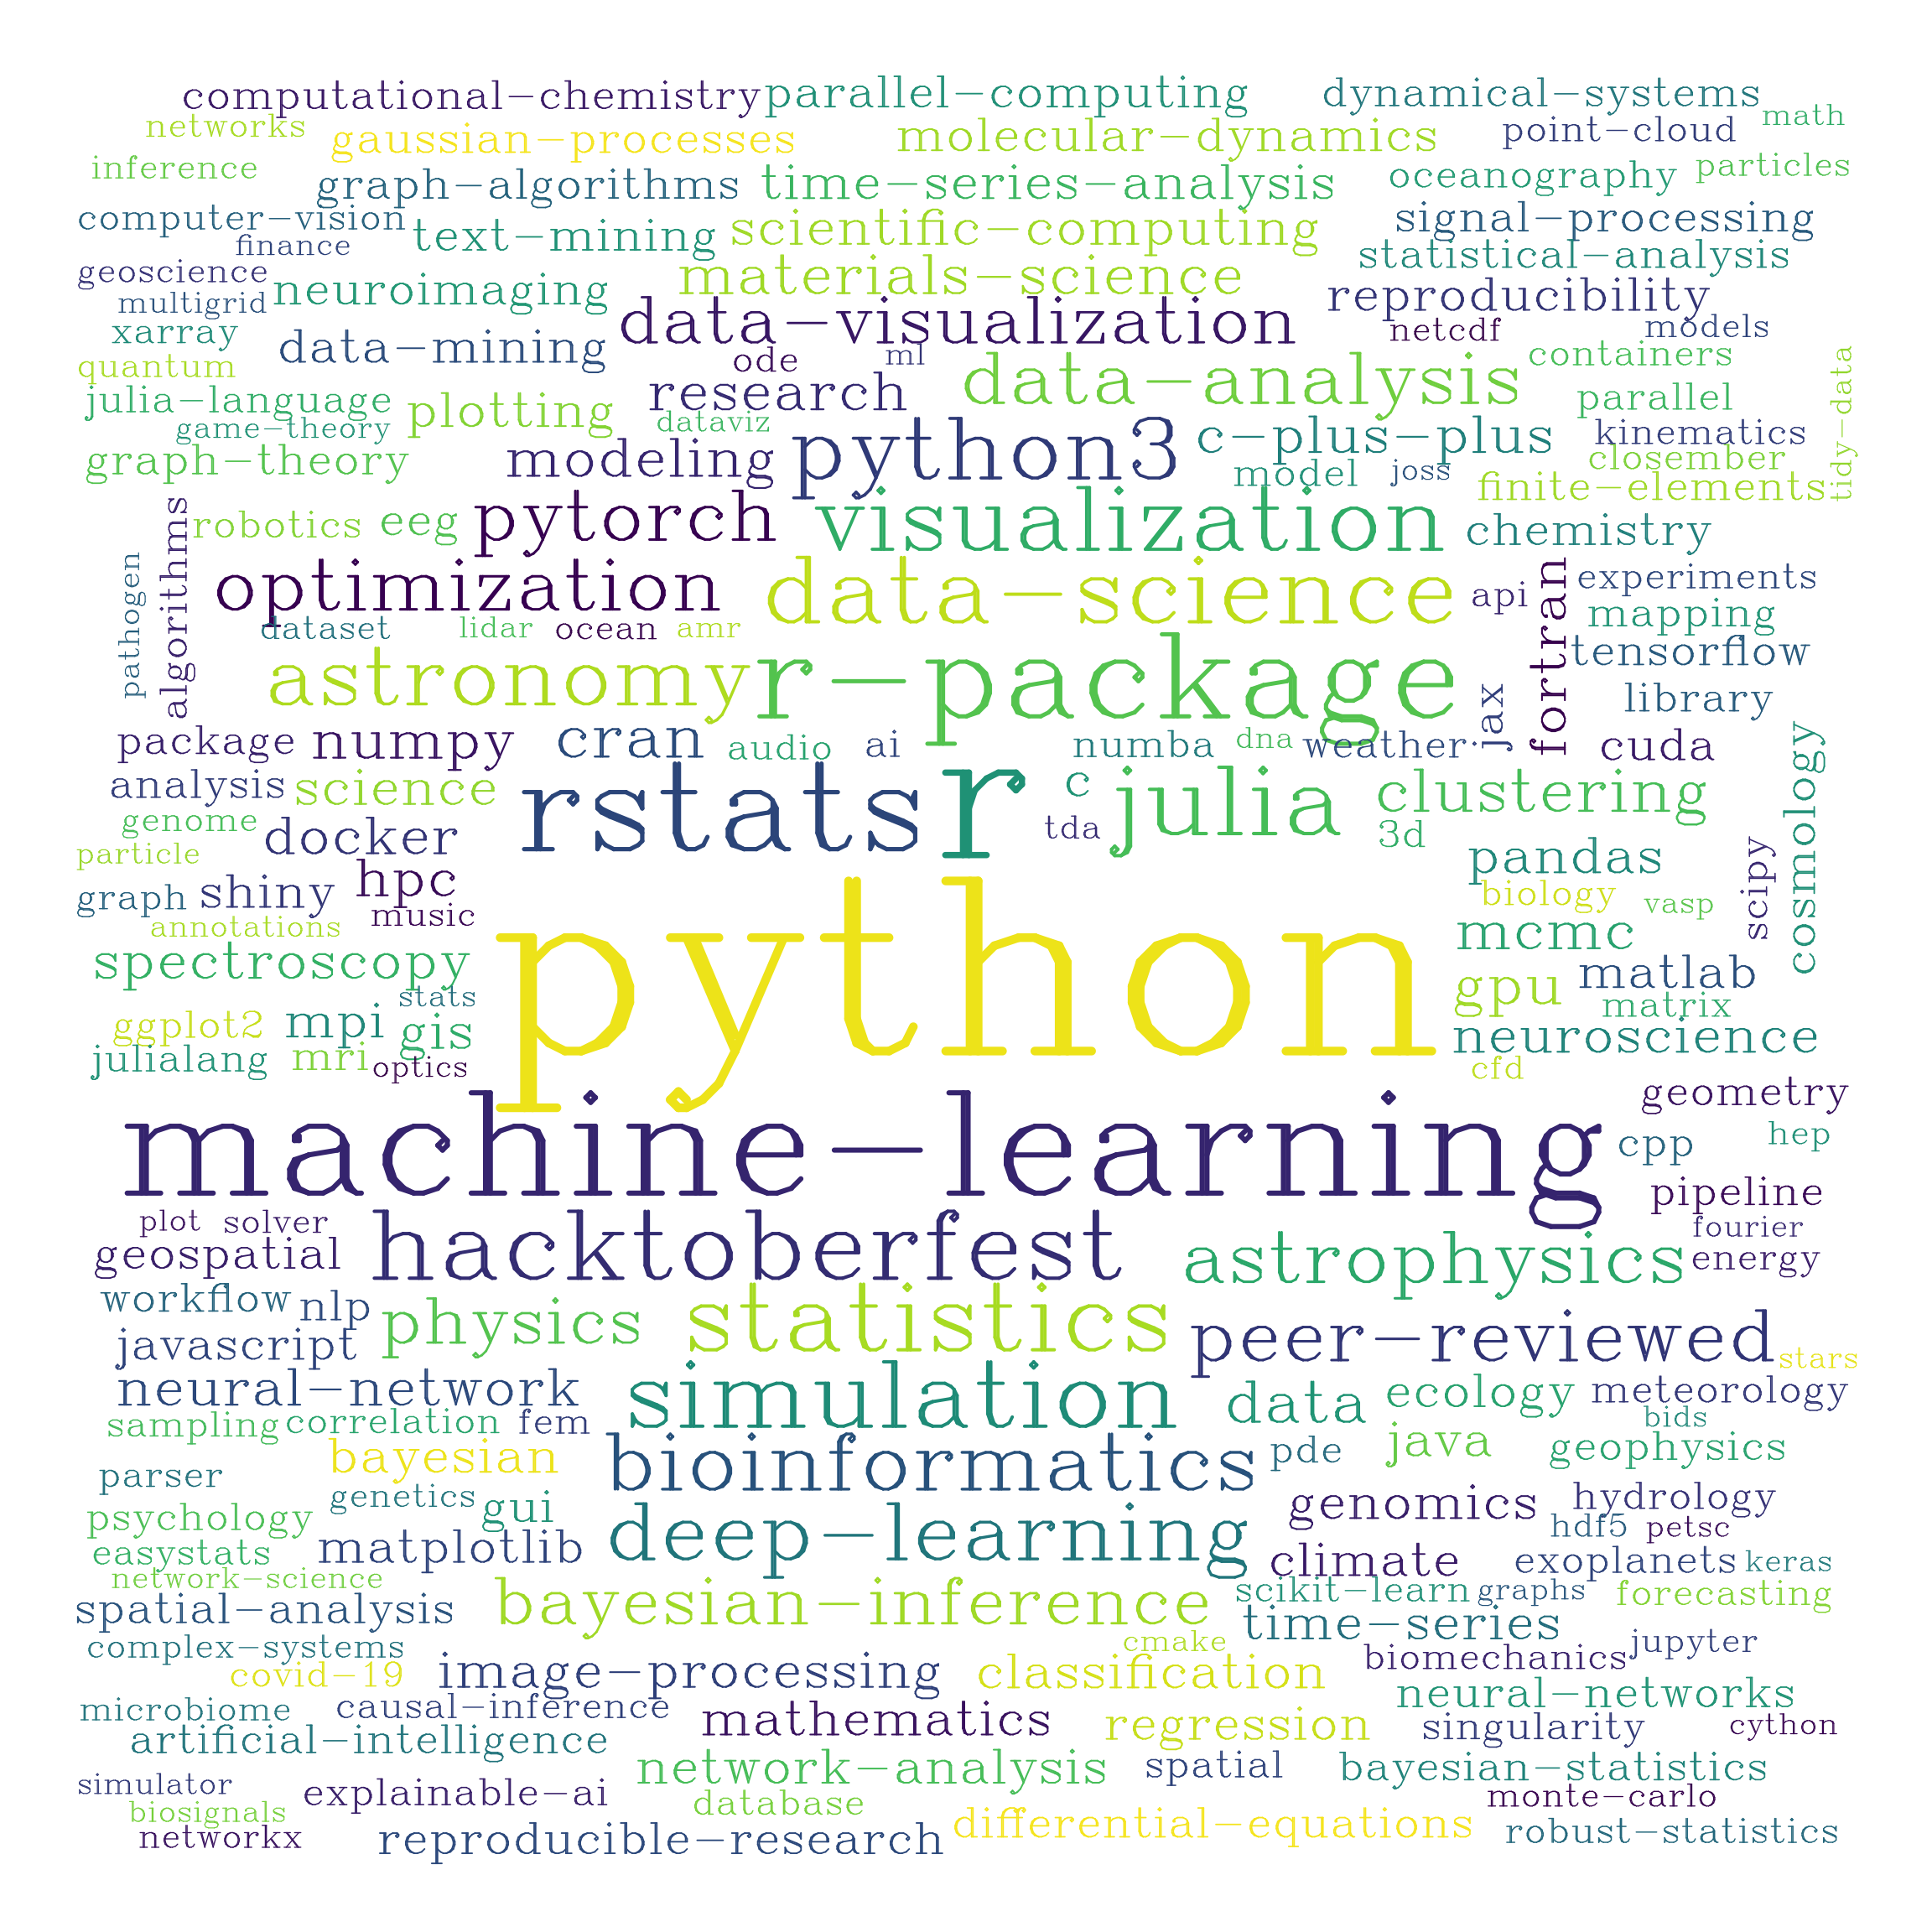 computational-chemistry parallel-computing dynamical-systems
networks gaussian-processes molecular-dynamics point-cloud math
inference graph-algorithms time-series-analysis oceanography particles
computer-vision text-mining scientific-computing signal-processing
finance statistical-analysis
geoscience neuroimaging materials-science reproducibility
multigrid data-visualization netcdf models
xarray data-mining ode ml containers
quantum research data-analysis parallel tidy-data
julia-language plotting dataviz python3 c-plus-plus kinematics
game-theory
graph-theory modeling model joss closember
finite-elements
algorithms robotics eeg pytorch visualization chemistry
pathogen optimization data-science api fortran experiments
dataset lidar ocean amr mapping
astronomy r-package tensorflow
jax library
package numpy cran audio ai numba dna weather cuda cosmology
analysis science rstats r c julia clustering
genome docker tda 3d
particle hpc pandas scipy
graph shiny music biology vasp
annotations python mcmc
spectroscopy matlab
stats gpu matrix
ggplot2 mpi gis neuroscience
julialang mri optics cfd
machine-learning geometry
cpp hep
plot solver hacktoberfest pipeline
geospatial astrophysics fourier
energy
workflow nlp physics statistics
javascript peer-reviewed stars
neural-network simulation data ecology meteorology
sampling correlation fem bids
bayesian bioinformatics pde java geophysics
parser genetics gui genomics hydrology
psychology deep-learning hdf5 petsc
easystats matplotlib climate exoplanets keras
network-science bayesian-inference scikit-learn graphs forecasting
spatial-analysis time-series
complex-systems cmake jupyter
covid-19 image-processing classification biomechanics
microbiome causal-inference neural-networks
artificial-intelligence mathematics regression singularity cython
simulator network-analysis spatial bayesian-statistics
explainable-ai database monte-carlo
biosignals differential-equations
networkx reproducible-research robust-statistics